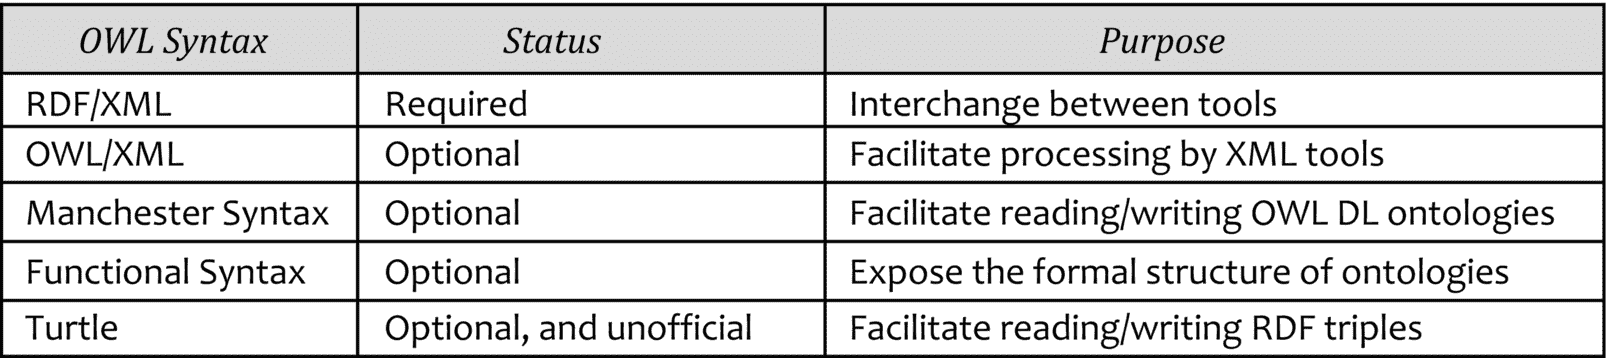 OWL Syntax Status Purpose
RDF/XML Required Interchange between tools
OWL/XML Optional Facilitate processing by XML tools
Manchester Syntax Optional Facilitate reading/writing OWL DL ontologies
Functional Syntax Optional Expose the formal structure of ontologies
Turtle Optional, and unofficial Facilitate reading/writing RDF triples